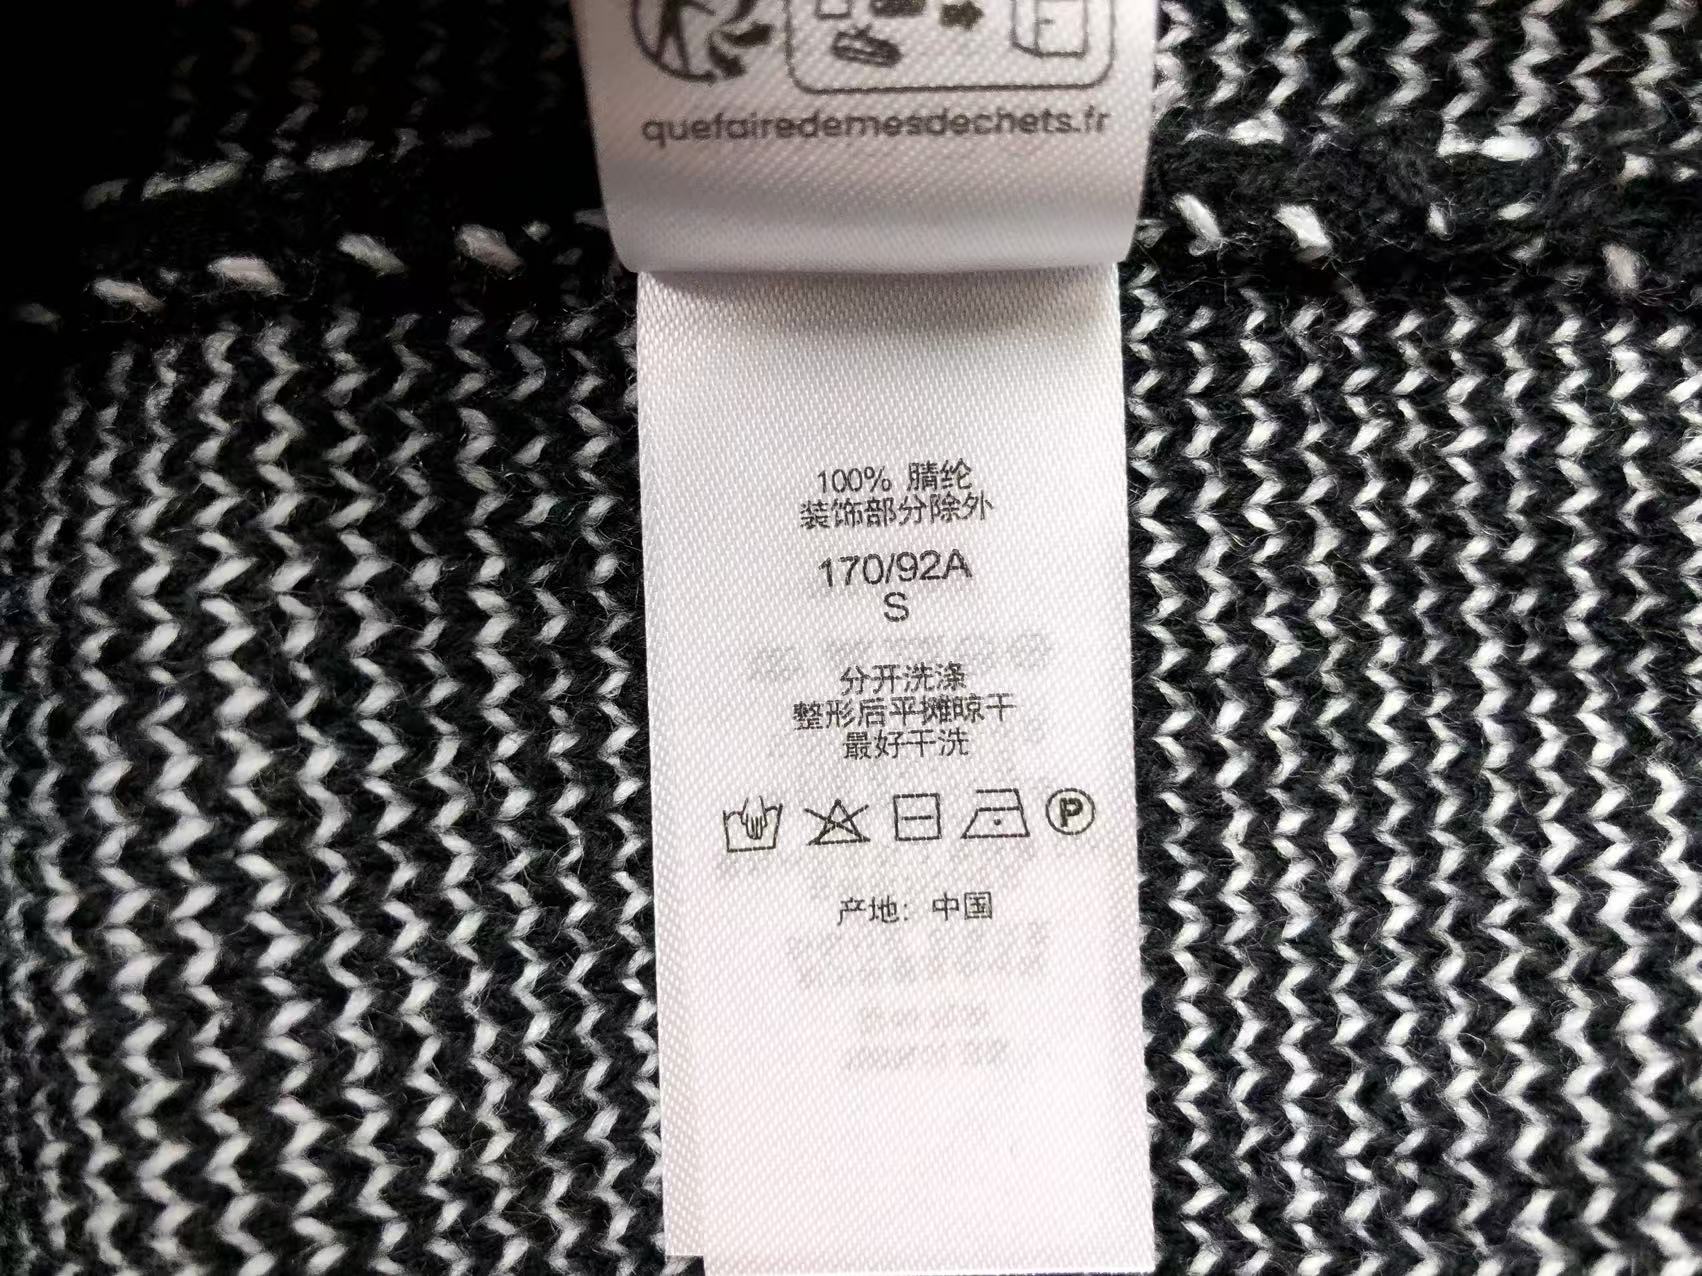 quefairedemesdechets.fr
100% 腈纶
装饰部分除外
170/92A
S
分开洗涤
整形后平摊晾干
最好干洗
P
产地：中国